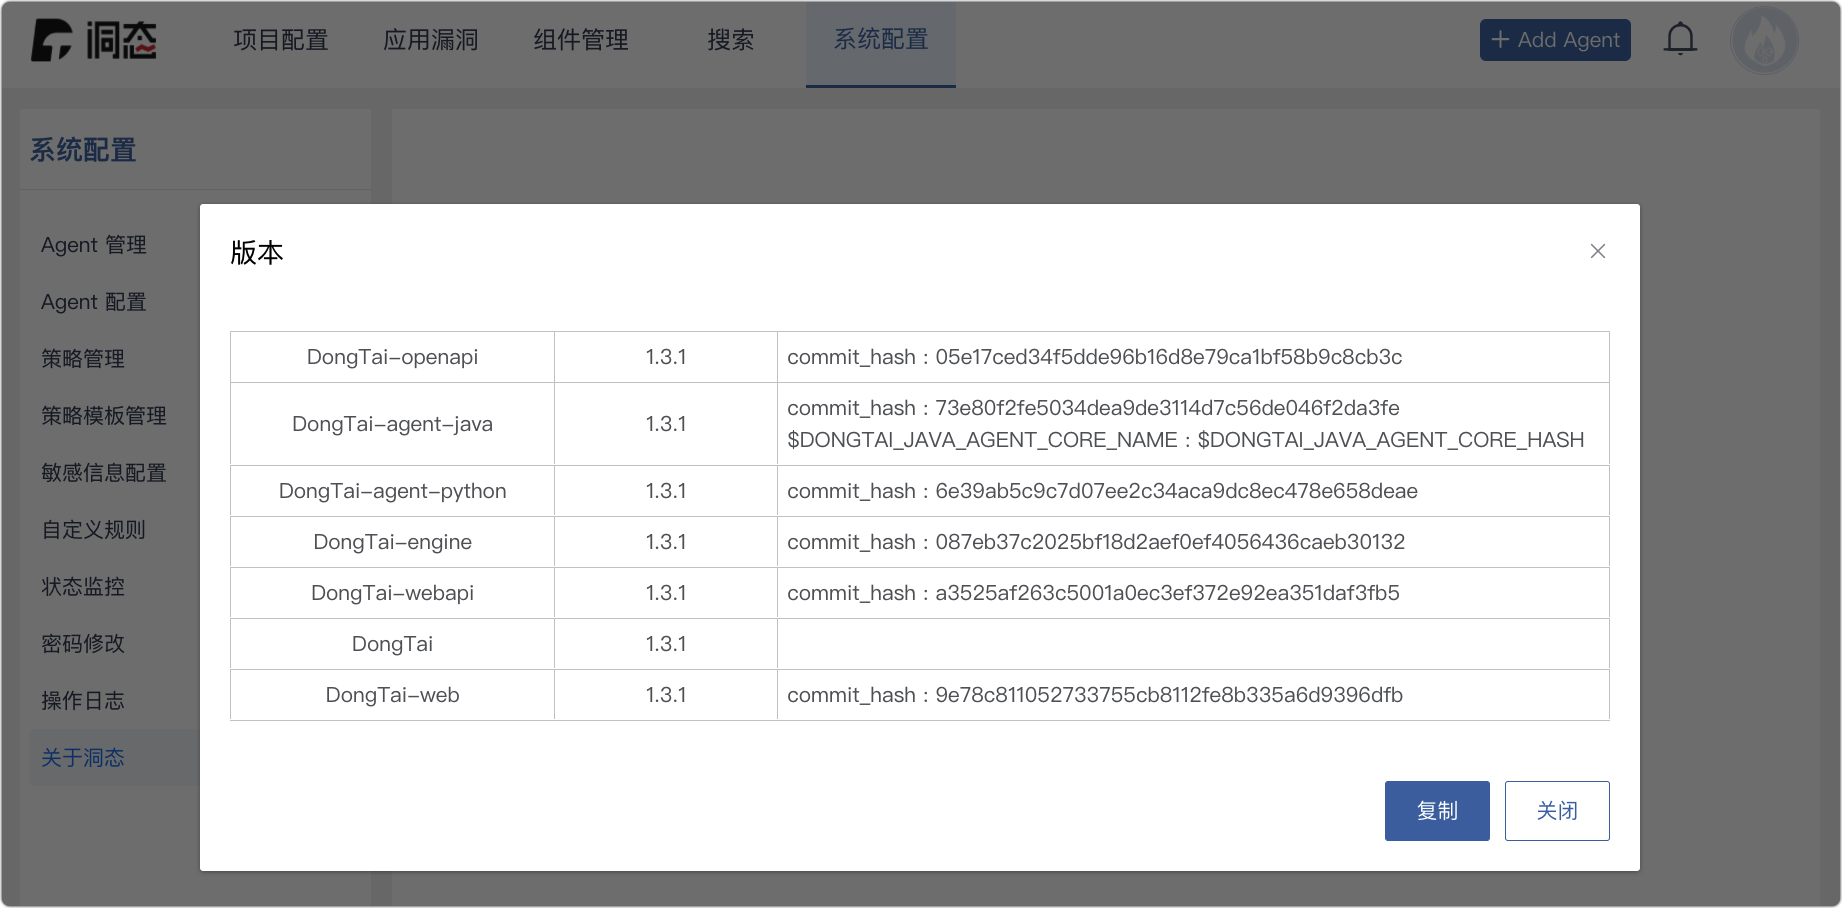 洞态
项目配置
应用漏洞
组件管理
搜索
系统配置
+ Add Agent
系统配置
Agent 管理
Agent 配置
策略管理
策略模板管理
敏感信息配置
自定义规则
状态监控
密码修改
操作日志
关于洞态
版本
DongTai-openapi 1.3.1 commit_hash : 05e17ced34f5dde96b16d8e79ca1bf58b9c8cb3c
DongTai-agent-java 1.3.1 commit_hash : 73e80f2fe5034dea9de3114d7c56de046f2da3fe
$DONGTAI_JAVA_AGENT_CORE_NAME : $DONGTAI_JAVA_AGENT_CORE_HASH
DongTai-agent-python 1.3.1 commit_hash : 6e39ab5c9c7d07ee2c34aca9dc8ec478e658deae
DongTai-engine 1.3.1 commit_hash : 087eb37c2025bf18d2aef0ef4056436caeb30132
DongTai-webapi 1.3.1 commit_hash : a3525af263c5001a0ec3ef372e92ea351daf3fb5
DongTai 1.3.1
DongTai-web 1.3.1 commit_hash : 9e78c811052733755cb8112fe8b335a6d9396dfb
复制
关闭